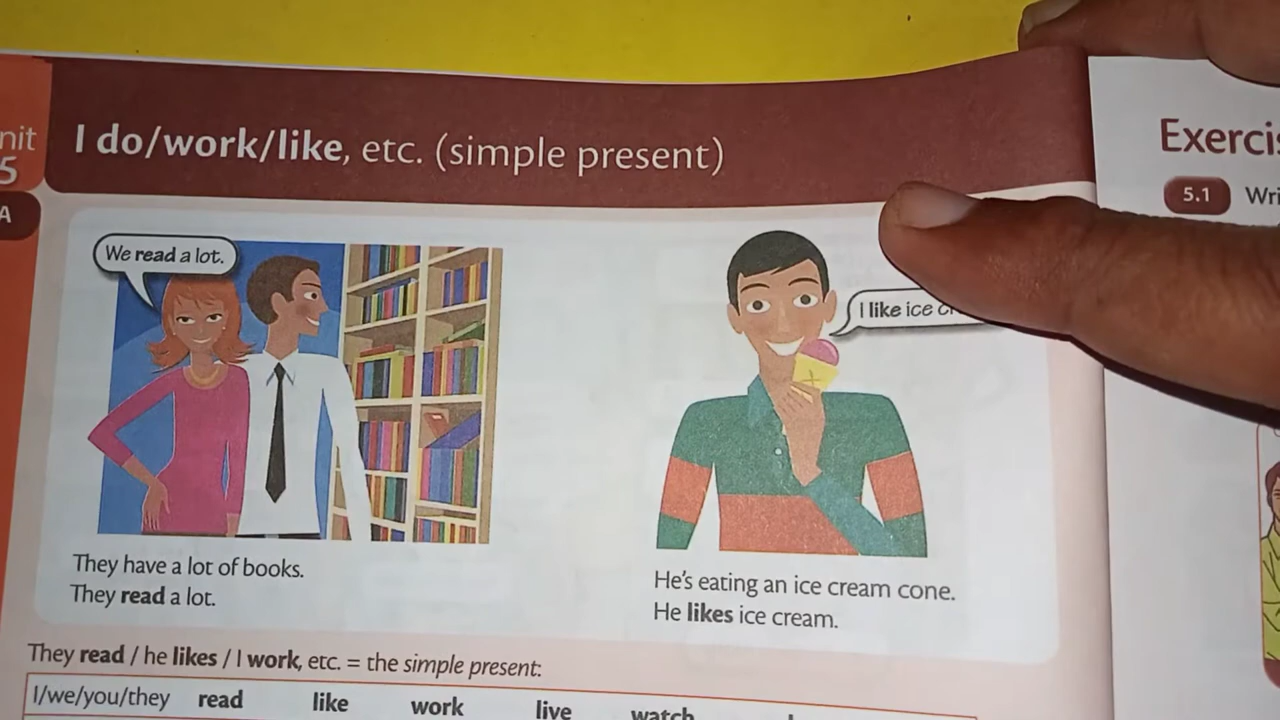 I do/work/like, etc. (simple present)
5
A
Exercis
5.1 Wri
We read a lot.
I like ice
They have a lot of books.
They read a lot.
He's eating an ice cream cone.
He likes ice cream.
They read / he likes / I work, etc. = the simple present:
I/we/you/they read like work live watch